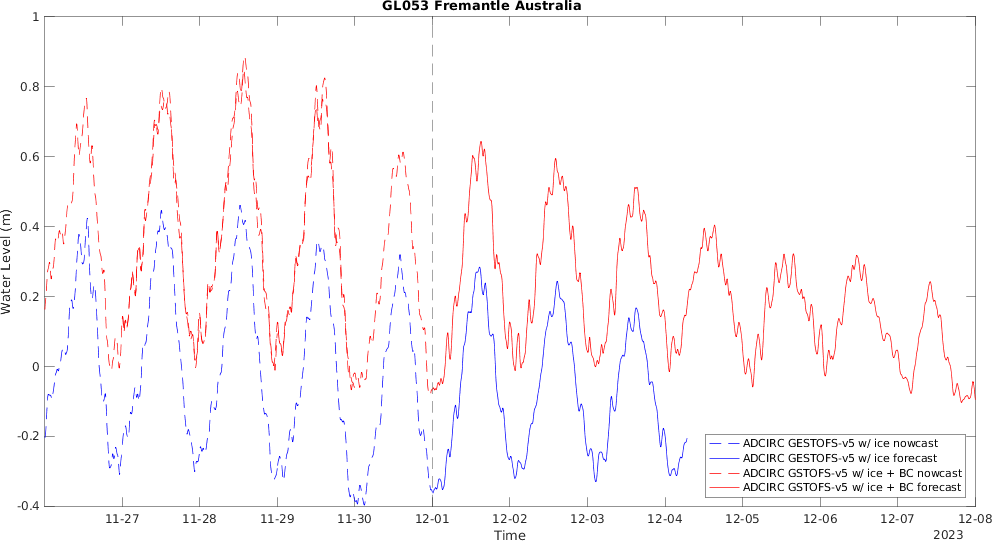 GL053 Fremantle Australia
1
0.8
0.6
0.4
0.2
0
-0.2
-0.4
Water Level (m)
ADCIRC GESTOFS-v5 w/ ice nowcast
ADCIRC GESTOFS-v5 w/ ice forecast
ADCIRC GSTOFS-v5 w/ ice + BC nowcast
ADCIRC GSTOFS-v5 w/ ice + BC forecast
11-27 11-28 11-29 11-30 12-01 12-02 12-03 12-04 12-05 12-06 12-07 12-08
Time
2023